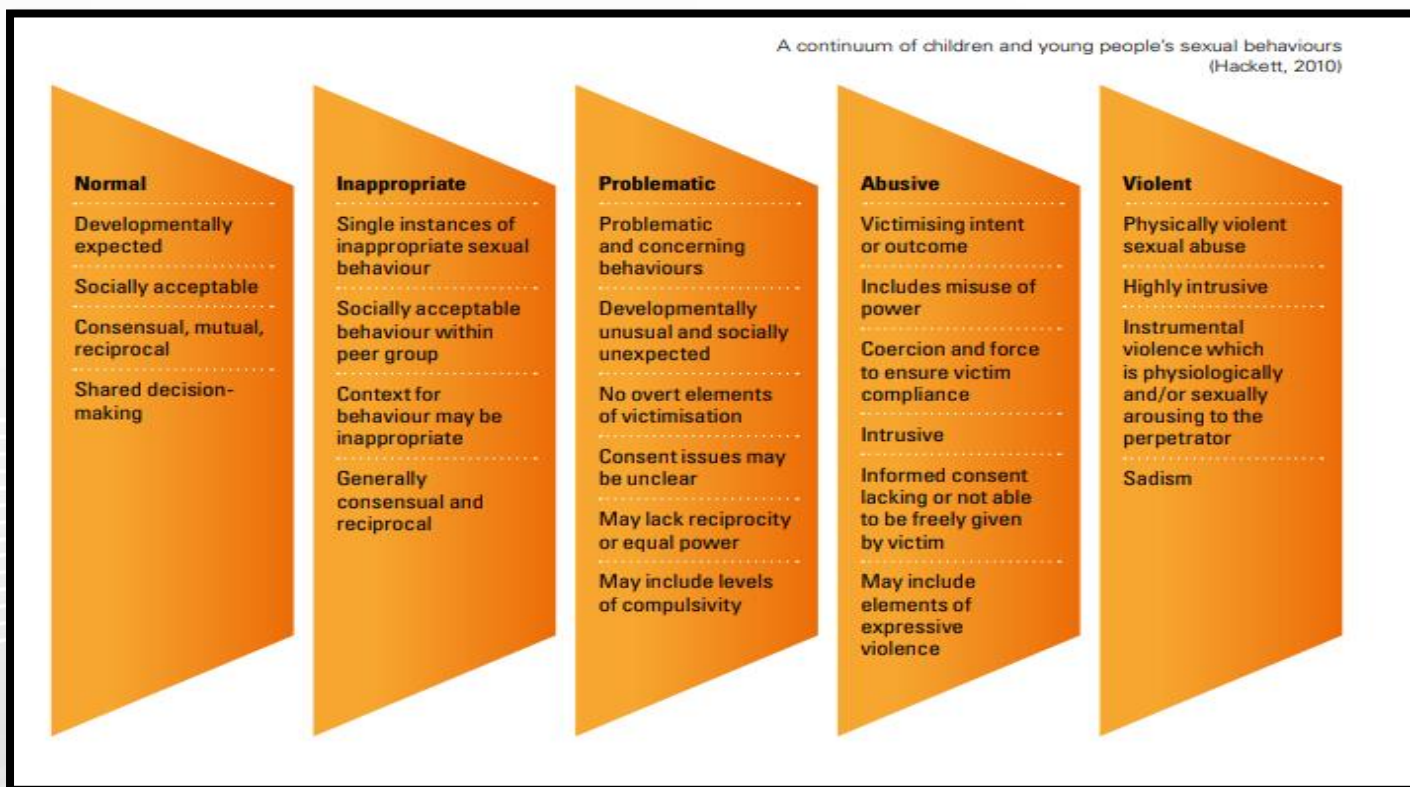 A continuum of children and young people's sexual behaviours
(Hackett, 2010)
Normal
Developmentally
expected
Socially acceptable
Consensual, mutual,
reciprocal
Shared decision-
making
Inappropriate
Single instances of
inappropriate sexual
behaviour
Socially acceptable
behaviour within
peer group
Context for
behaviour may be
inappropriate
Generally
consensual and
reciprocal
Problematic
Problematic
and concerning
behaviours
Developmentally
unusual and socially
unexpected
No overt elements
of victimisation
Consent issues may
be unclear
May lack reciprocity
or equal power
May include levels
of compulsivity
Abusive
Victimising intent
or outcome
Includes misuse of
power
Coercion and force
to ensure victim
compliance
Intrusive
Informed consent
lacking or not able
to be freely given
by victim
May include
elements of
expressive
violence
Violent
Physically violent
sexual abuse
Highly intrusive
Instrumental
violence which
is physiologically
and/or sexually
arousing to the
perpetrator
Sadism